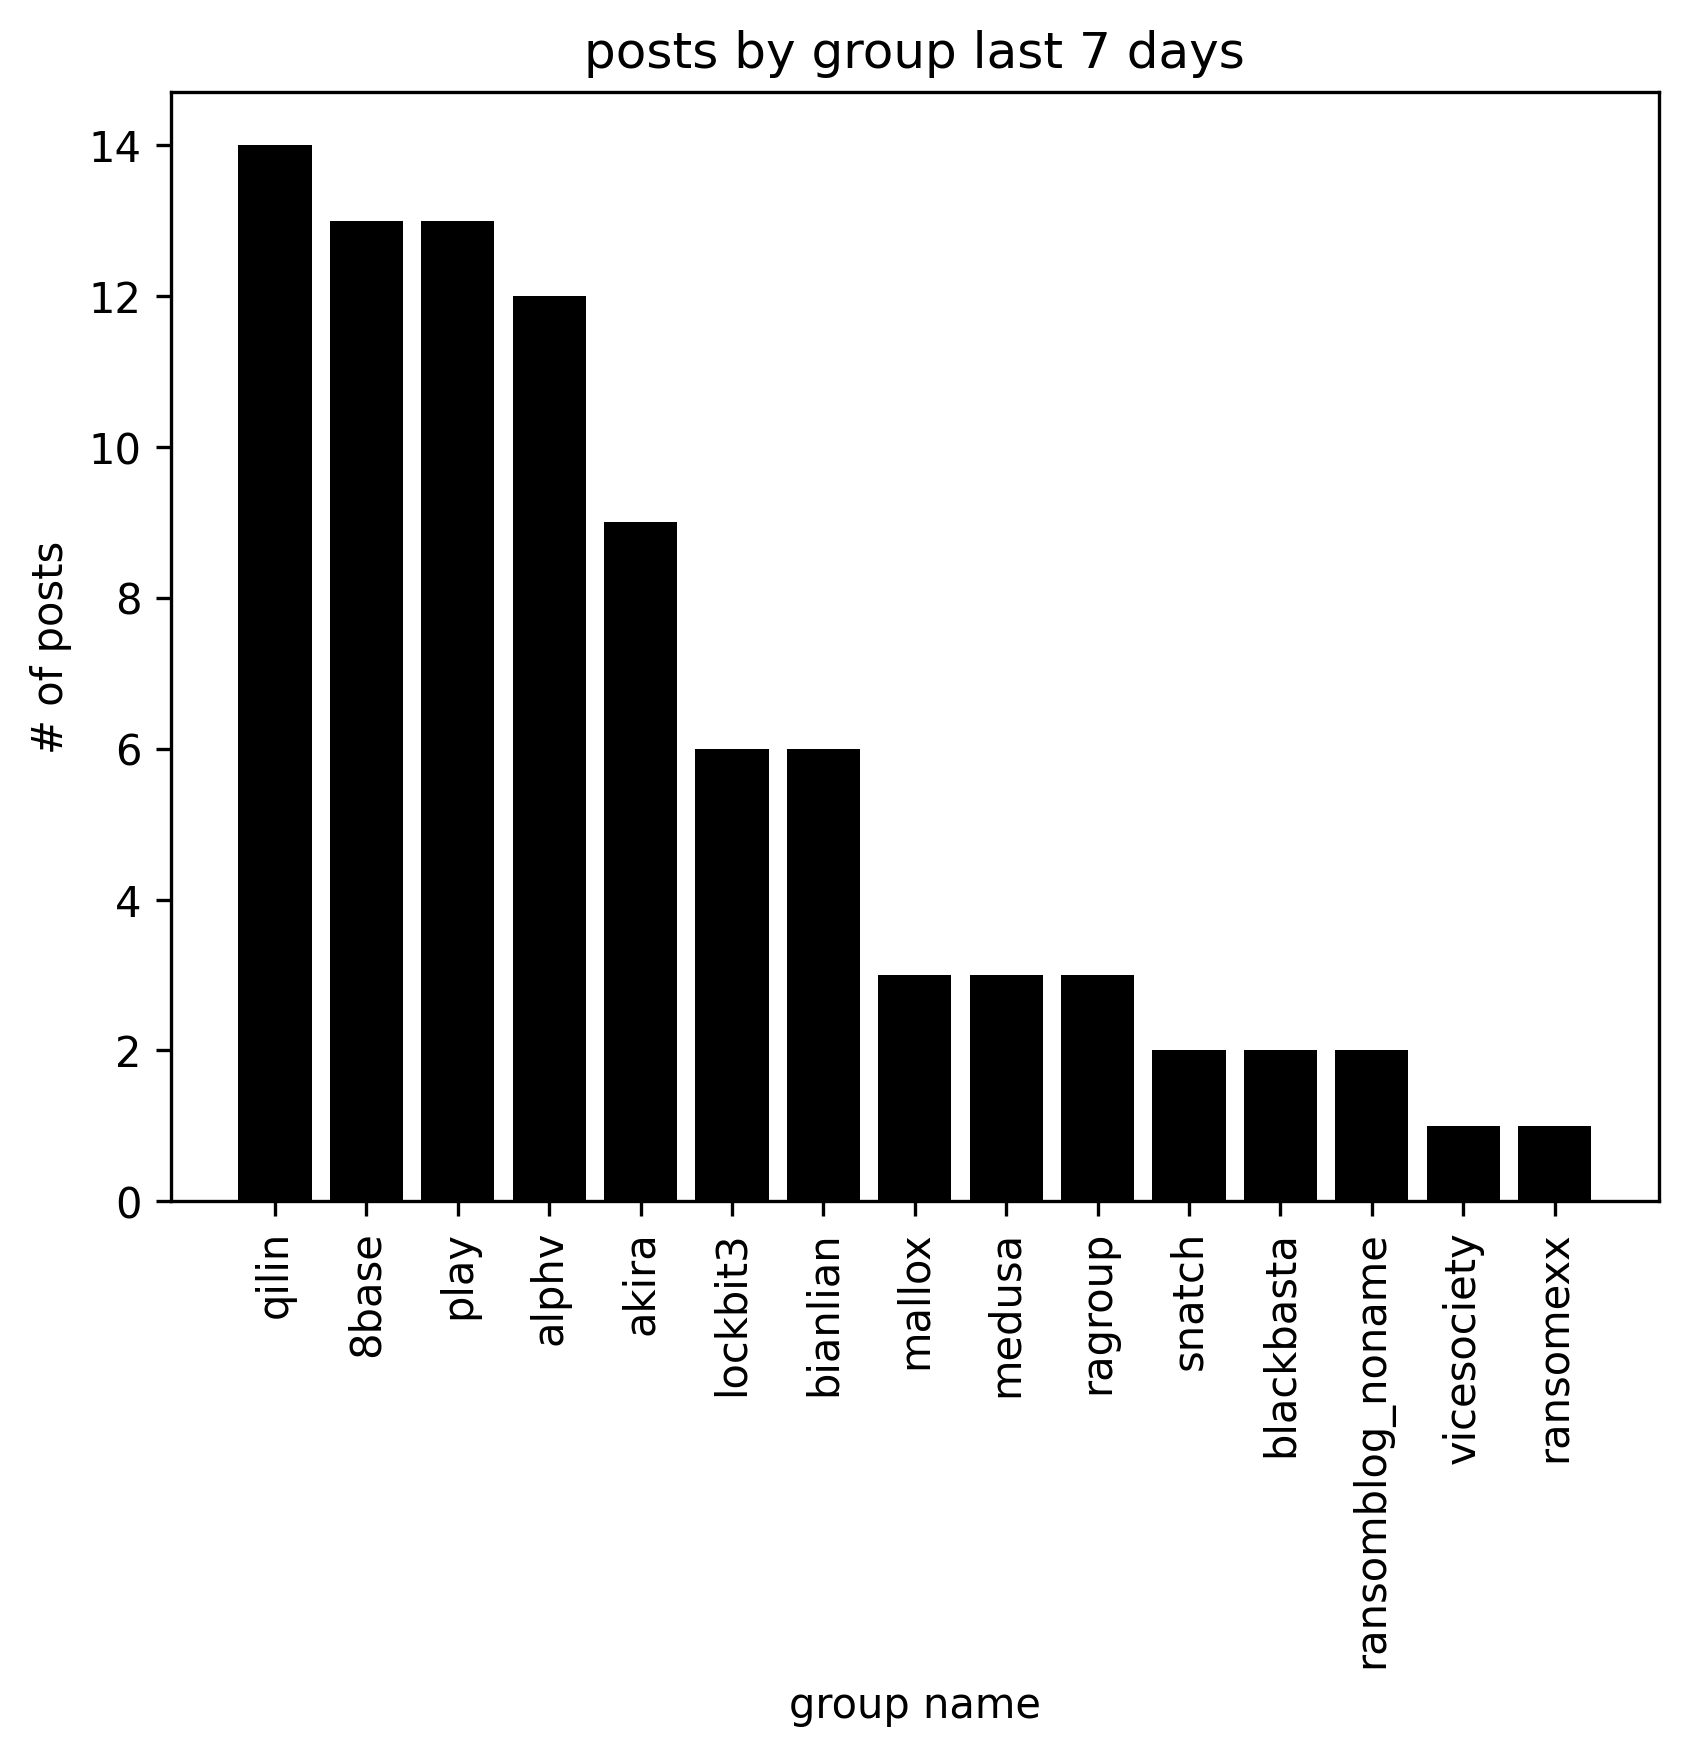 posts by group last 7 days
# of posts
14
12
10
8
6
4
2
0
qilin
8base
play
alphv
akira
lockbit3
bianlian
mallox
medusa
ragroup
snatch
blackbasta
ransomblog_noname
vicesociety
ransomexx
group name